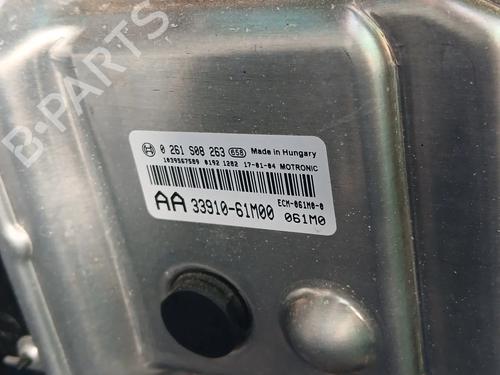 B-PARTS
0 261 S08 263 658 Made in Hungary
1039S67589 0192 1282 17-01-04 MOTRONIC
ECM-061M0-0
AA 33910-61M00 061M0